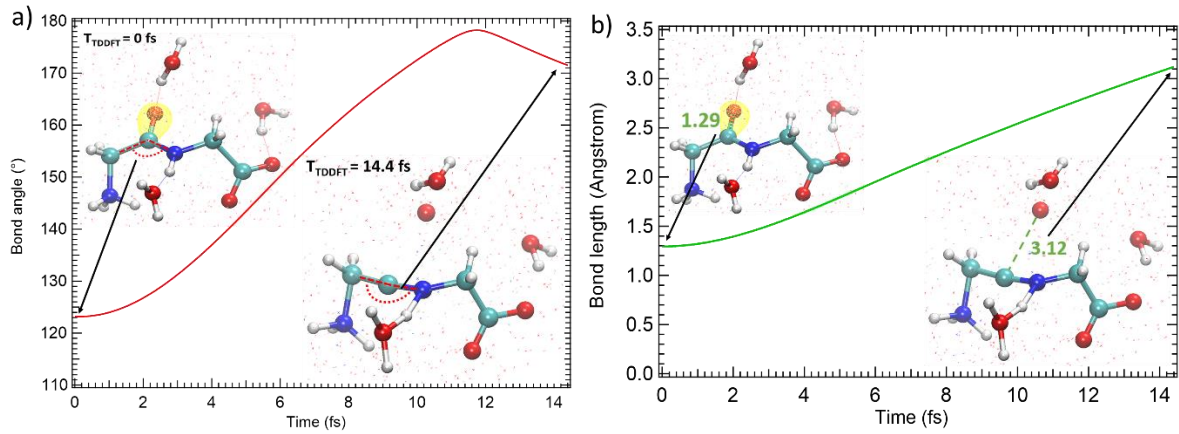 a)
T_TDDFT = 0 fs
T_TDDFT = 14.4 fs
Bond angle (°)
180
170
160
150
140
130
120
110
0 2 4 6 8 10 12 14
Time (fs)
b)
1.29
3.12
Bond length (Angstrom)
3.5
3.0
2.5
2.0
1.5
1.0
0.5
0.0
0 2 4 6 8 10 12 14
Time (fs)